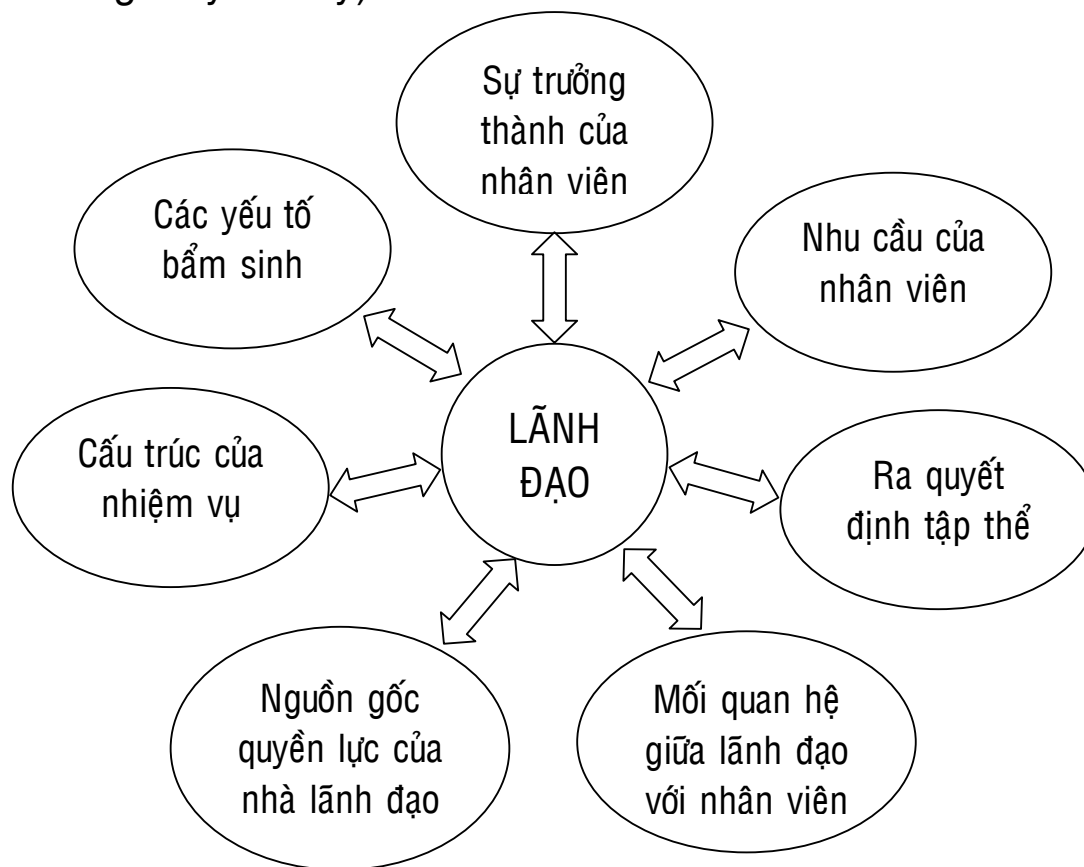 Sự trưởng
thành của
nhân viên
Các yếu tố
bẩm sinh
Nhu cầu của
nhân viên
LÃNH
ĐẠO
Cấu trúc của
nhiệm vụ
Ra quyết
định tập thể
Nguồn gốc
quyền lực của
nhà lãnh đạo
Mối quan hệ
giữa lãnh đạo
với nhân viên